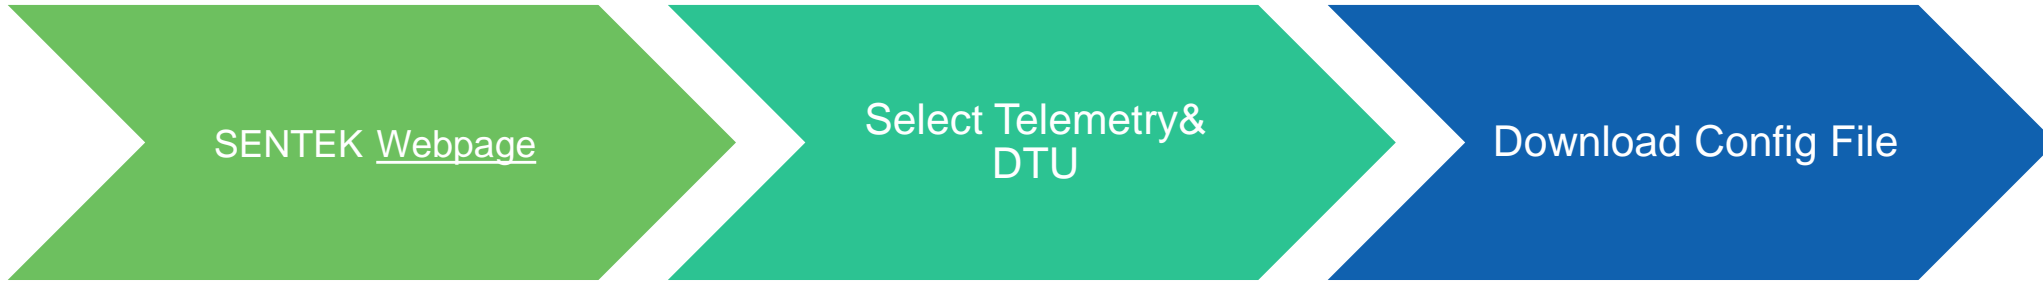 SENTEK Webpage
Select Telemetry&
DTU
Download Config File